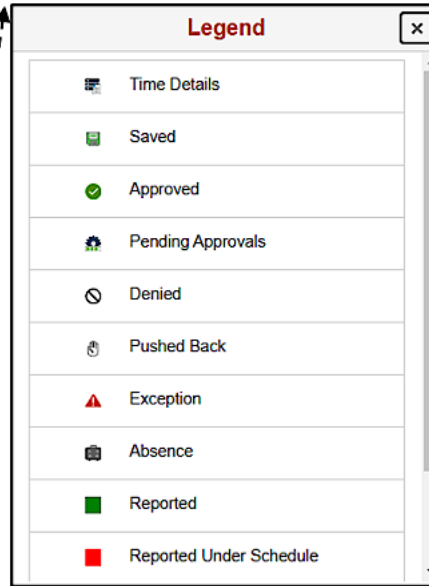 Legend
Time Details
Saved
Approved
Pending Approvals
Denied
Pushed Back
Exception
Absence
Reported
Reported Under Schedule